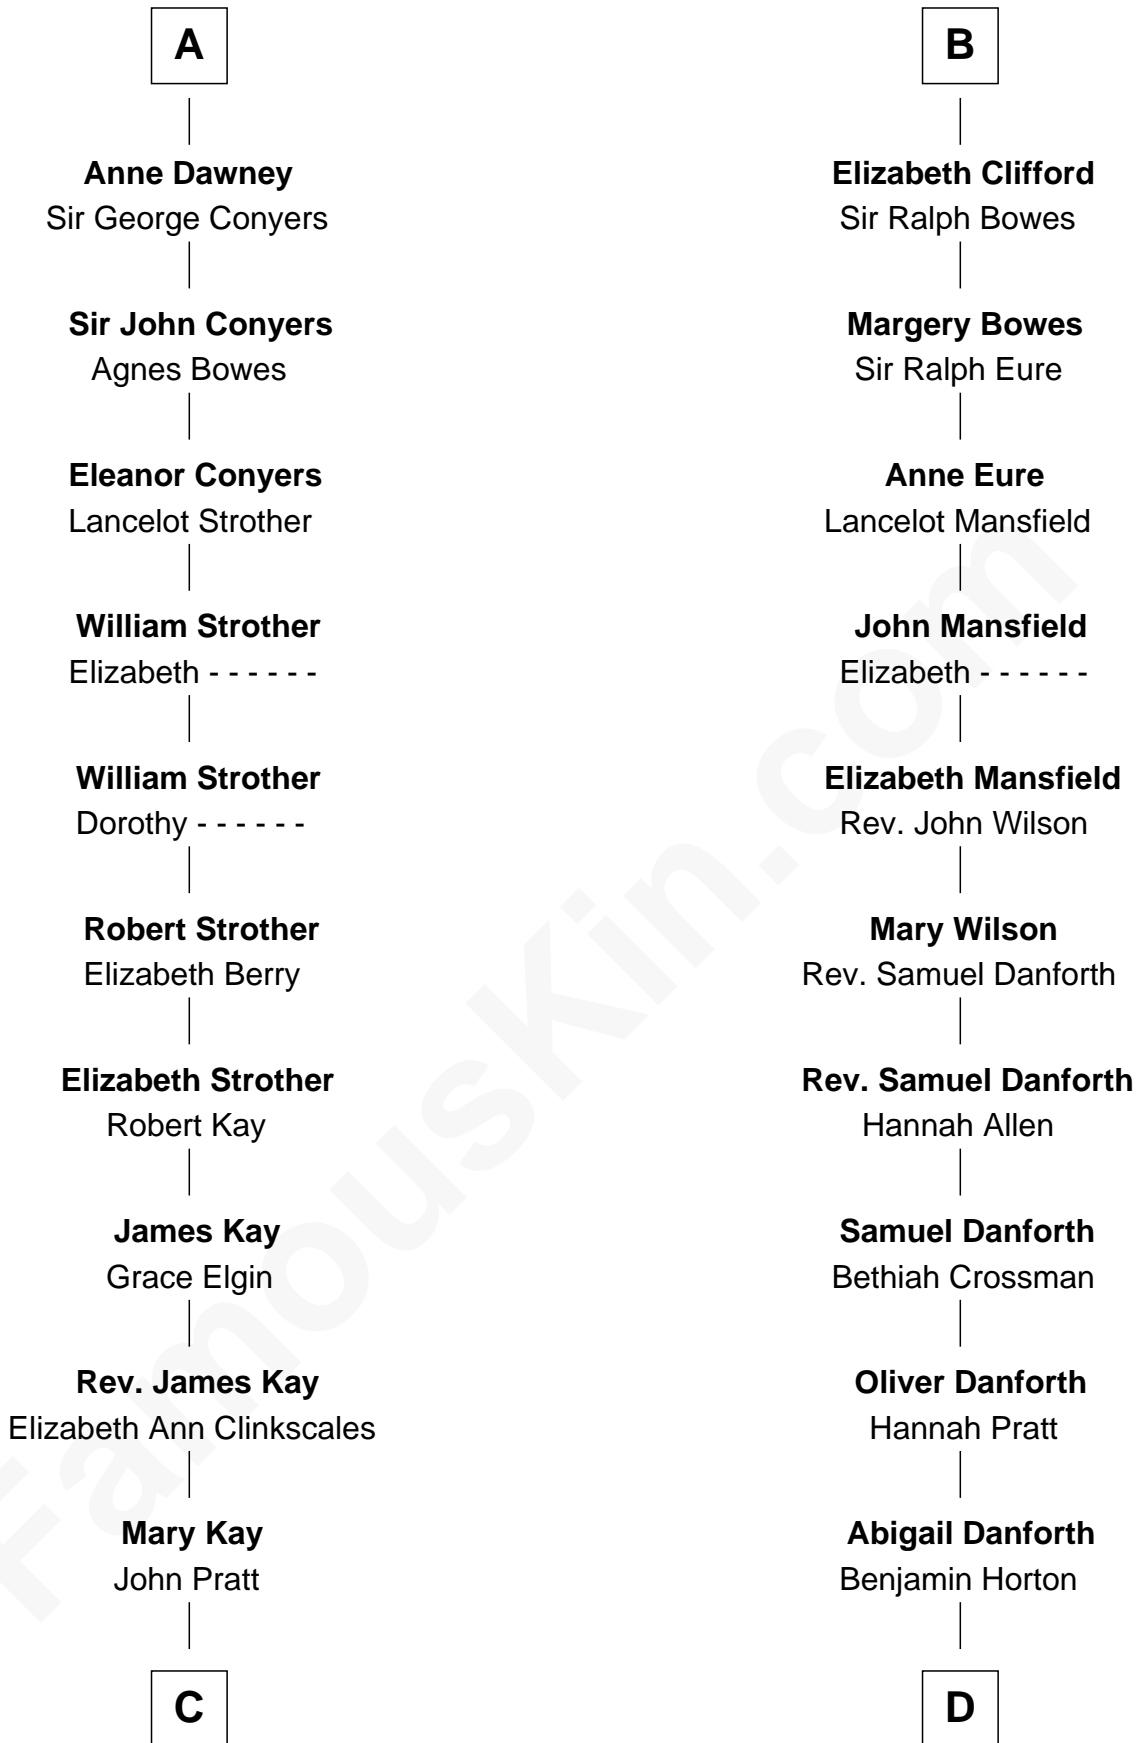 A
Anne Dawney
Sir George Conyers
Sir John Conyers
Agnes Bowes
Eleanor Conyers
Lancelot Strother
William Strother
Elizabeth - - - - - -
William Strother
Dorothy - - - - - -
Robert Strother
Elizabeth Berry
Elizabeth Strother
Robert Kay
James Kay
Grace Elgin
Rev. James Kay
Elizabeth Ann Clinkscales
Mary Kay
John Pratt
C
B
Elizabeth Clifford
Sir Ralph Bowes
Margery Bowes
Sir Ralph Eure
Anne Eure
Lancelot Mansfield
John Mansfield
Elizabeth - - - - - -
Elizabeth Mansfield
Rev. John Wilson
Mary Wilson
Rev. Samuel Danforth
Rev. Samuel Danforth
Hannah Allen
Samuel Danforth
Bethiah Crossman
Oliver Danforth
Hannah Pratt
Abigail Danforth
Benjamin Horton
D
FamousKin.com